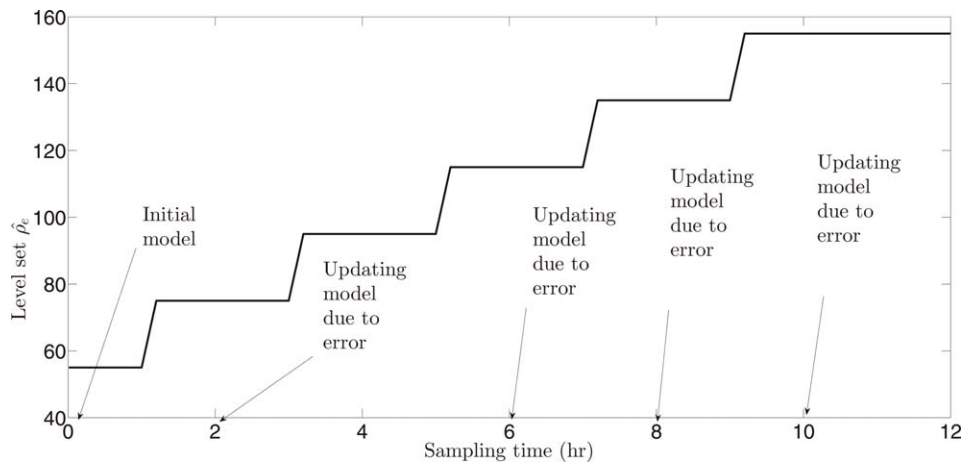 160
140
120
100
80
60
40
Level set ρ̂e
Initial
model
Updating
model
due to
error
Updating
model
due to
error
Updating
model
due to
error
Updating
model
due to
error
0 2 4 6 8 10 12
Sampling time (hr)